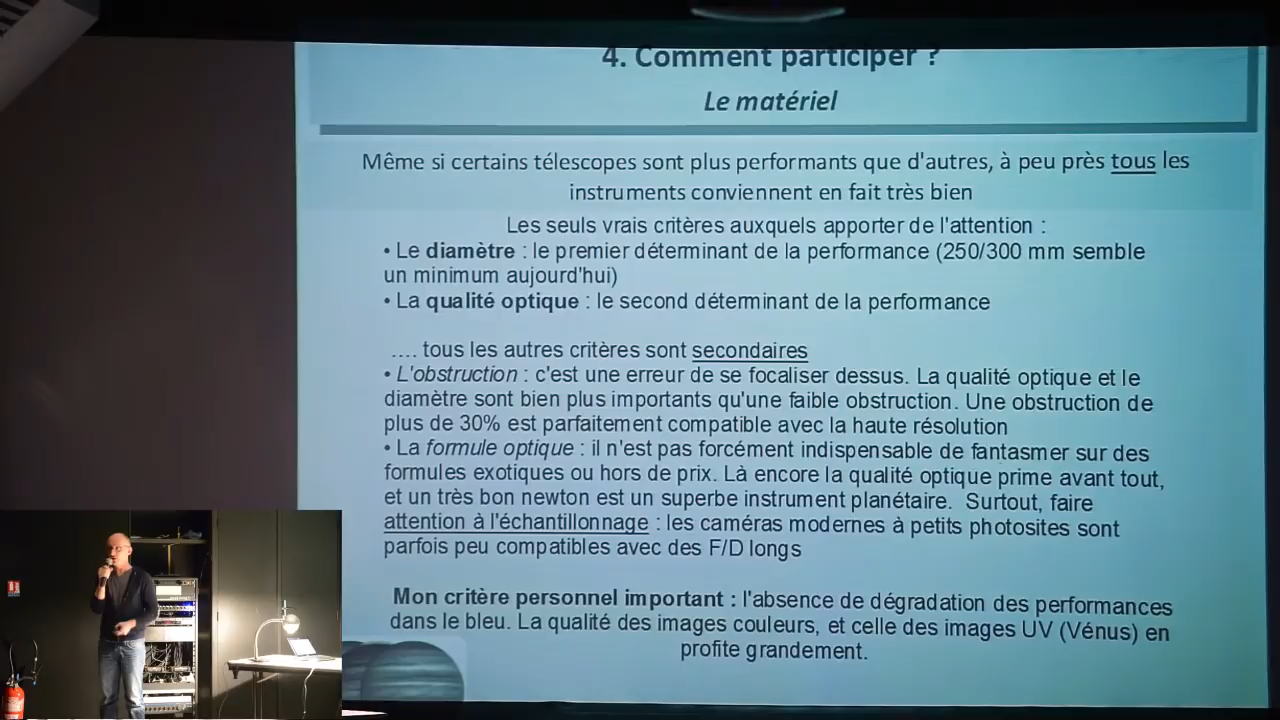 4. Comment participer ?
Le matériel
Même si certains télescopes sont plus performants que d'autres, à peu près tous les
instruments conviennent en fait très bien
Les seuls vrais critères auxquels apporter de l'attention :
• Le diamètre : le premier déterminant de la performance (250/300 mm semble
un minimum aujourd'hui)
• La qualité optique : le second déterminant de la performance
.... tous les autres critères sont secondaires
• L'obstruction : c'est une erreur de se focaliser dessus. La qualité optique et le
diamètre sont bien plus importants qu'une faible obstruction. Une obstruction de
plus de 30% est parfaitement compatible avec la haute résolution
• La formule optique : il n'est pas forcément indispensable de fantasmer sur des
formules exotiques ou hors de prix. Là encore la qualité optique prime avant tout,
et un très bon newton est un superbe instrument planétaire. Surtout, faire
attention à l'échantillonnage : les caméras modernes à petits photosites sont
parfois peu compatibles avec des F/D longs
Mon critère personnel important : l'absence de dégradation des performances
dans le bleu. La qualité des images couleurs, et celle des images UV (Vénus) en
profite grandement.